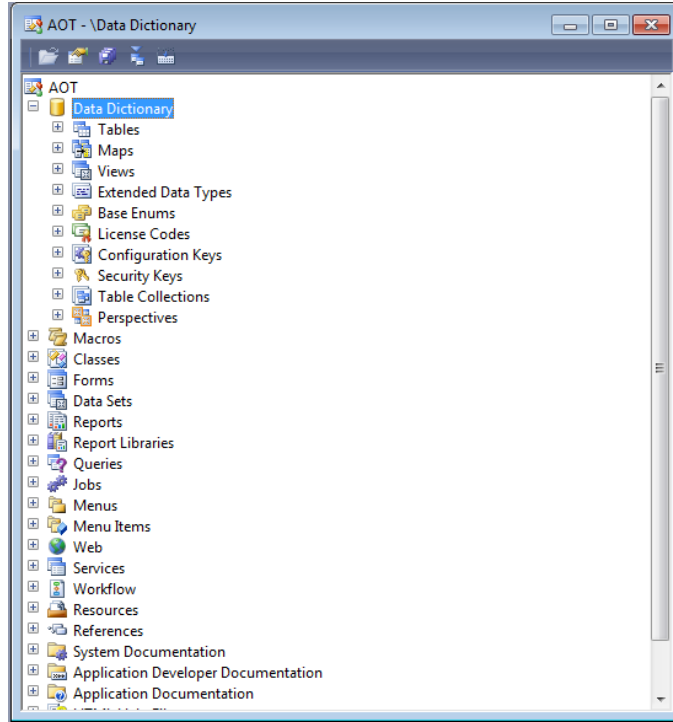 AOT - \Data Dictionary
AOT
Data Dictionary
Tables
Maps
Views
Extended Data Types
Base Enums
License Codes
Configuration Keys
Security Keys
Table Collections
Perspectives
Macros
Classes
Forms
Data Sets
Reports
Report Libraries
Queries
Jobs
Menus
Menu Items
Web
Services
Workflow
Resources
References
System Documentation
Application Developer Documentation
Application Documentation